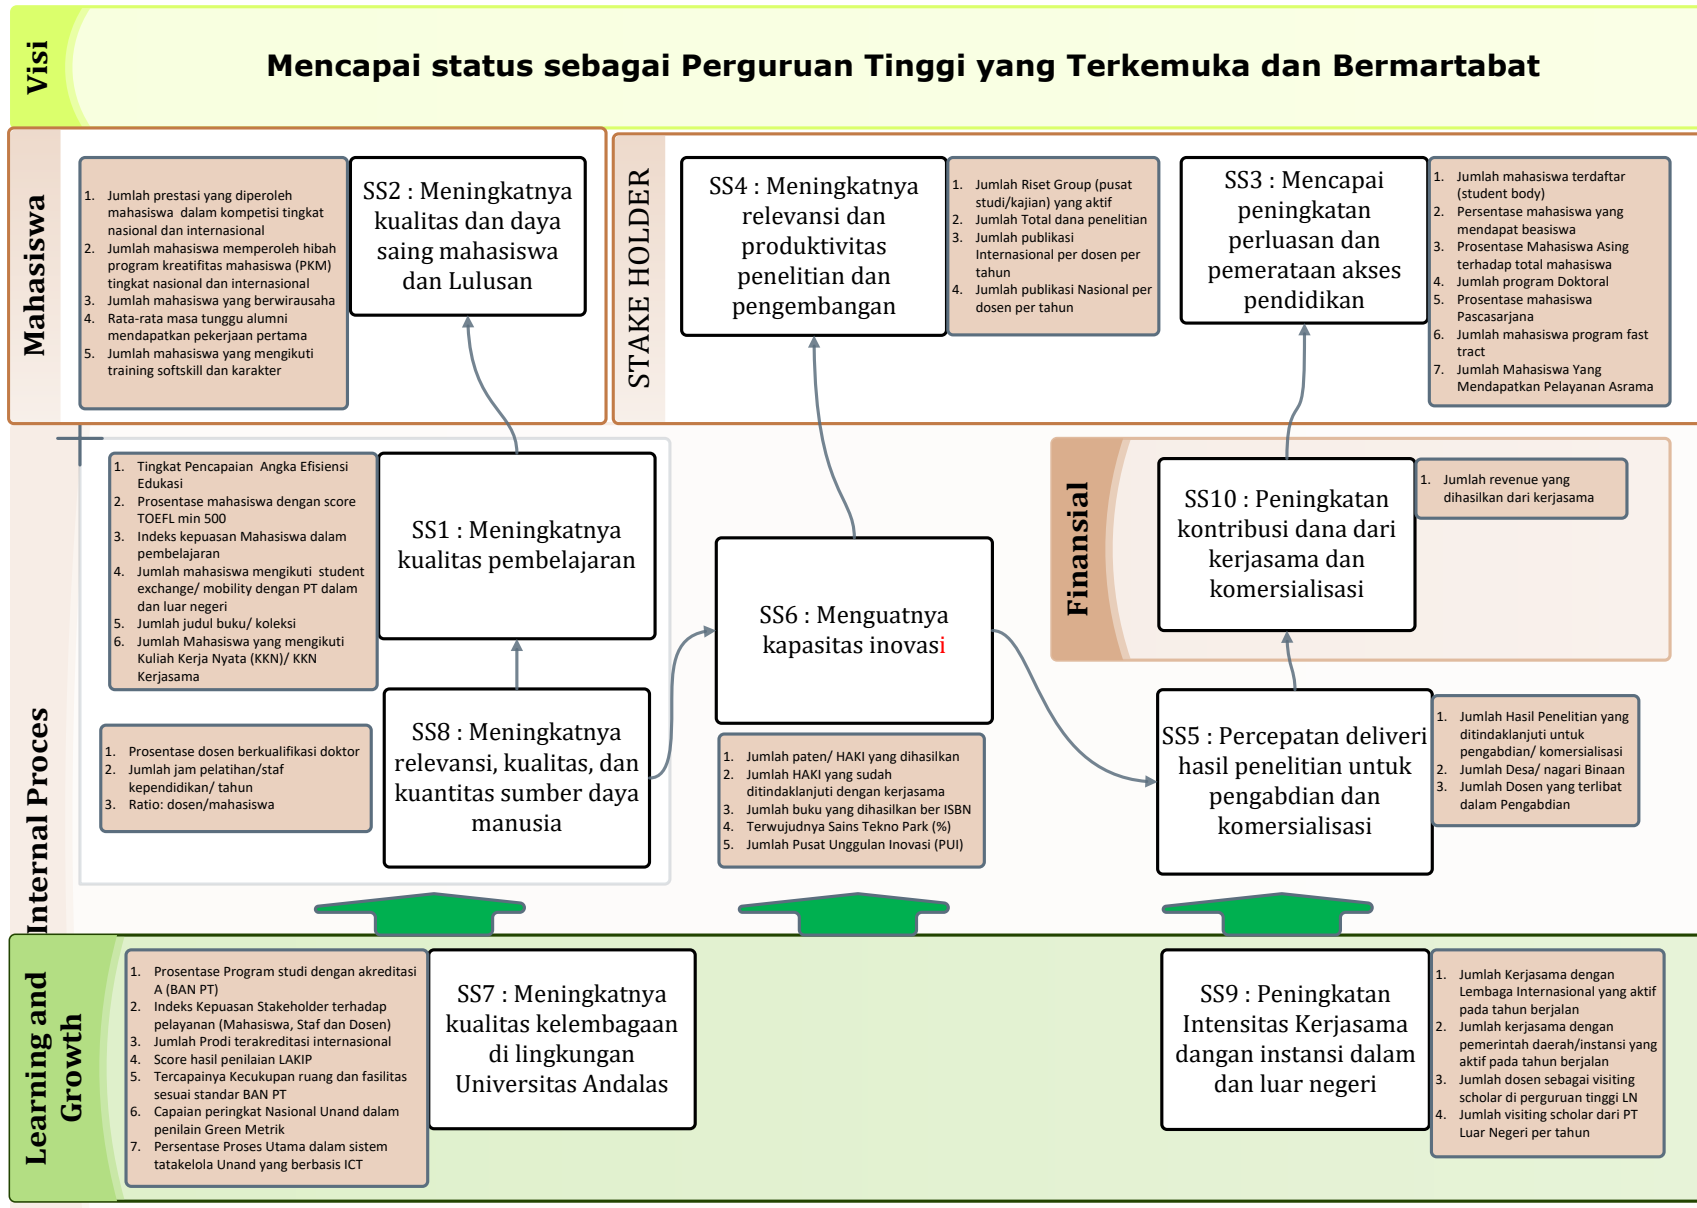 Visi
Mencapai status sebagai Perguruan Tinggi yang Terkemuka dan Bermartabat
Mahasiswa
1. Jumlah prestasi yang diperoleh
mahasiswa dalam kompetisi tingkat
nasional dan internasional
2. Jumlah mahasiswa memperoleh hibah
program kreatifitas mahasiswa (PKM)
tingkat nasional dan internasional
3. Jumlah mahasiswa yang berwirausaha
4. Rata-rata masa tunggu alumni
mendapatkan pekerjaan pertama
5. Jumlah mahasiswa yang mengikuti
training softskill dan karakter
SS2 : Meningkatnya
kualitas dan daya
saing mahasiswa
dan Lulusan
STAKE HOLDER
SS4 : Meningkatnya
relevansi dan
produktivitas
penelitian dan
pengembangan
1. Jumlah Riset Group (pusat
studi/kajian) yang aktif
2. Jumlah Total dana penelitian
3. Jumlah publikasi
Internasional per dosen per
tahun
4. Jumlah publikasi Nasional per
dosen per tahun
SS3 : Mencapai
peningkatan
perluasan dan
pemerataan akses
pendidikan
1. Jumlah mahasiswa terdaftar
(student body)
2. Persentase mahasiswa yang
mendapat beasiswa
3. Prosentase Mahasiswa Asing
terhadap total mahasiswa
4. Jumlah program Doktoral
5. Prosentase mahasiswa
Pascasarjana
6. Jumlah mahasiswa program fast
tract
7. Jumlah Mahasiswa Yang
Mendapatkan Pelayanan Asrama
Internal Proces
1. Tingkat Pencapaian Angka Efisiensi
Edukasi
2. Prosentase mahasiswa dengan score
TOEFL min 500
3. Indeks kepuasan Mahasiswa dalam
pembelajaran
4. Jumlah mahasiswa mengikuti student
exchange/ mobility dengan PT dalam
dan luar negeri
5. Jumlah judul buku/ koleksi
6. Jumlah Mahasiswa yang mengikuti
Kuliah Kerja Nyata (KKN)/ KKN
Kerjasama
SS1 : Meningkatnya
kualitas pembelajaran
1. Prosentase dosen berkualifikasi doktor
2. Jumlah jam pelatihan/staf
kependidikan/ tahun
3. Ratio: dosen/mahasiswa
SS8 : Meningkatnya
relevansi, kualitas, dan
kuantitas sumber daya
manusia
SS6 : Menguatnya
kapasitas inovasi
1. Jumlah paten/ HAKI yang dihasilkan
2. Jumlah HAKI yang sudah
ditindaklanjuti dengan kerjasama
3. Jumlah buku yang dihasilkan ber ISBN
4. Terwujudnya Sains Tekno Park (%)
5. Jumlah Pusat Unggulan Inovasi (PUI)
Finansial
SS10 : Peningkatan
kontribusi dana dari
kerjasama dan
komersialisasi
1. Jumlah revenue yang
dihasilkan dari kerjasama
SS5 : Percepatan deliveri
hasil penelitian untuk
pengabdian dan
komersialisasi
1. Jumlah Hasil Penelitian yang
ditindaklanjuti untuk
pengabdian/ komersialisasi
2. Jumlah Desa/ nagari Binaan
3. Jumlah Dosen yang terlibat
dalam Pengabdian
Learning and
Growth
1. Prosentase Program studi dengan akreditasi
A (BAN PT)
2. Indeks Kepuasan Stakeholder terhadap
pelayanan (Mahasiswa, Staf dan Dosen)
3. Jumlah Prodi terakreditasi internasional
4. Score hasil penilaian LAKIP
5. Tercapainya Kecukupan ruang dan fasilitas
sesuai standar BAN PT
6. Capaian peringkat Nasional Unand dalam
penilain Green Metrik
7. Persentase Proses Utama dalam sistem
tatakelola Unand yang berbasis ICT
SS7 : Meningkatnya
kualitas kelembagaan
di lingkungan
Universitas Andalas
SS9 : Peningkatan
Intensitas Kerjasama
dangan instansi dalam
dan luar negeri
1. Jumlah Kerjasama dengan
Lembaga Internasional yang aktif
pada tahun berjalan
2. Jumlah kerjasama dengan
pemerintah daerah/instansi yang
aktif pada tahun berjalan
3. Jumlah dosen sebagai visiting
scholar di perguruan tinggi LN
4. Jumlah visiting scholar dari PT
Luar Negeri per tahun